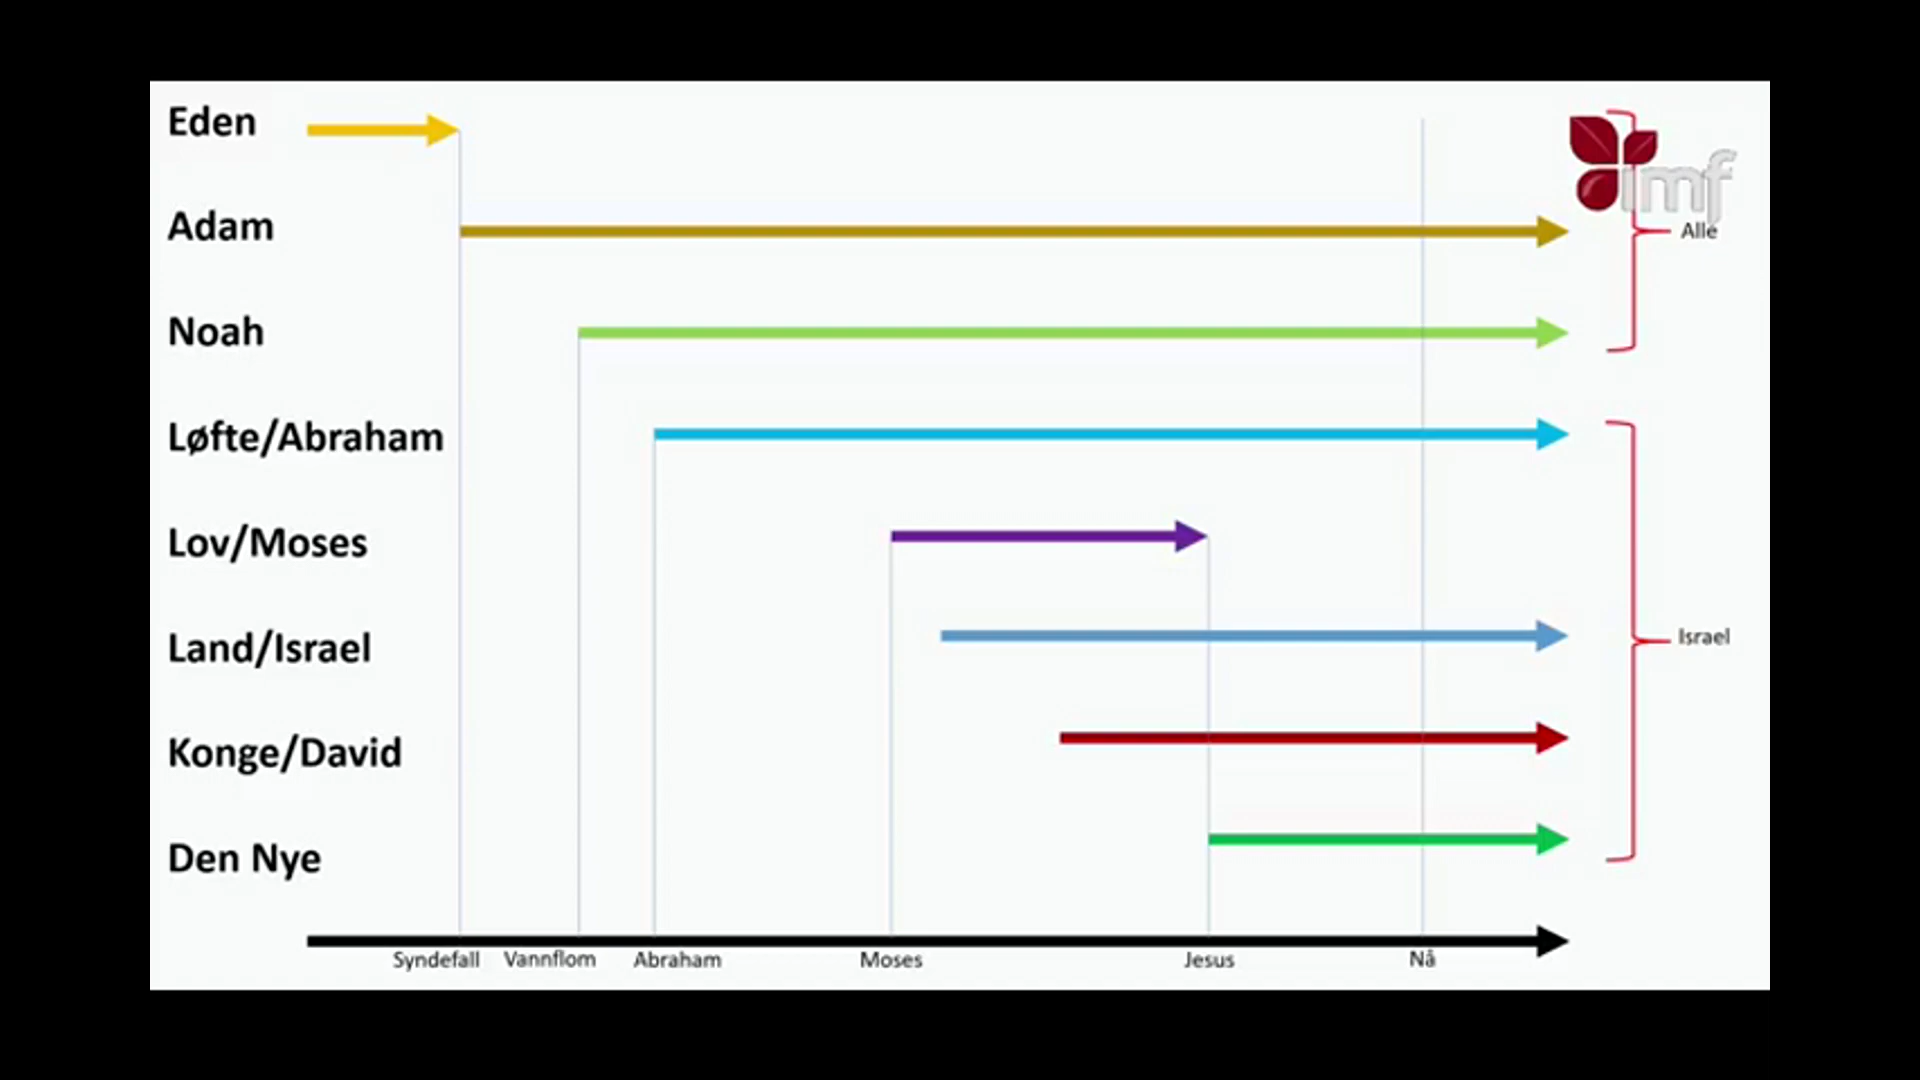 Eden
imf
Adam
Alle
Noah
Løfte/Abraham
Lov/Moses
Land/Israel
Israel
Konge/David
Den Nye
Syndefall Vannflom Abraham Moses Jesus Nå